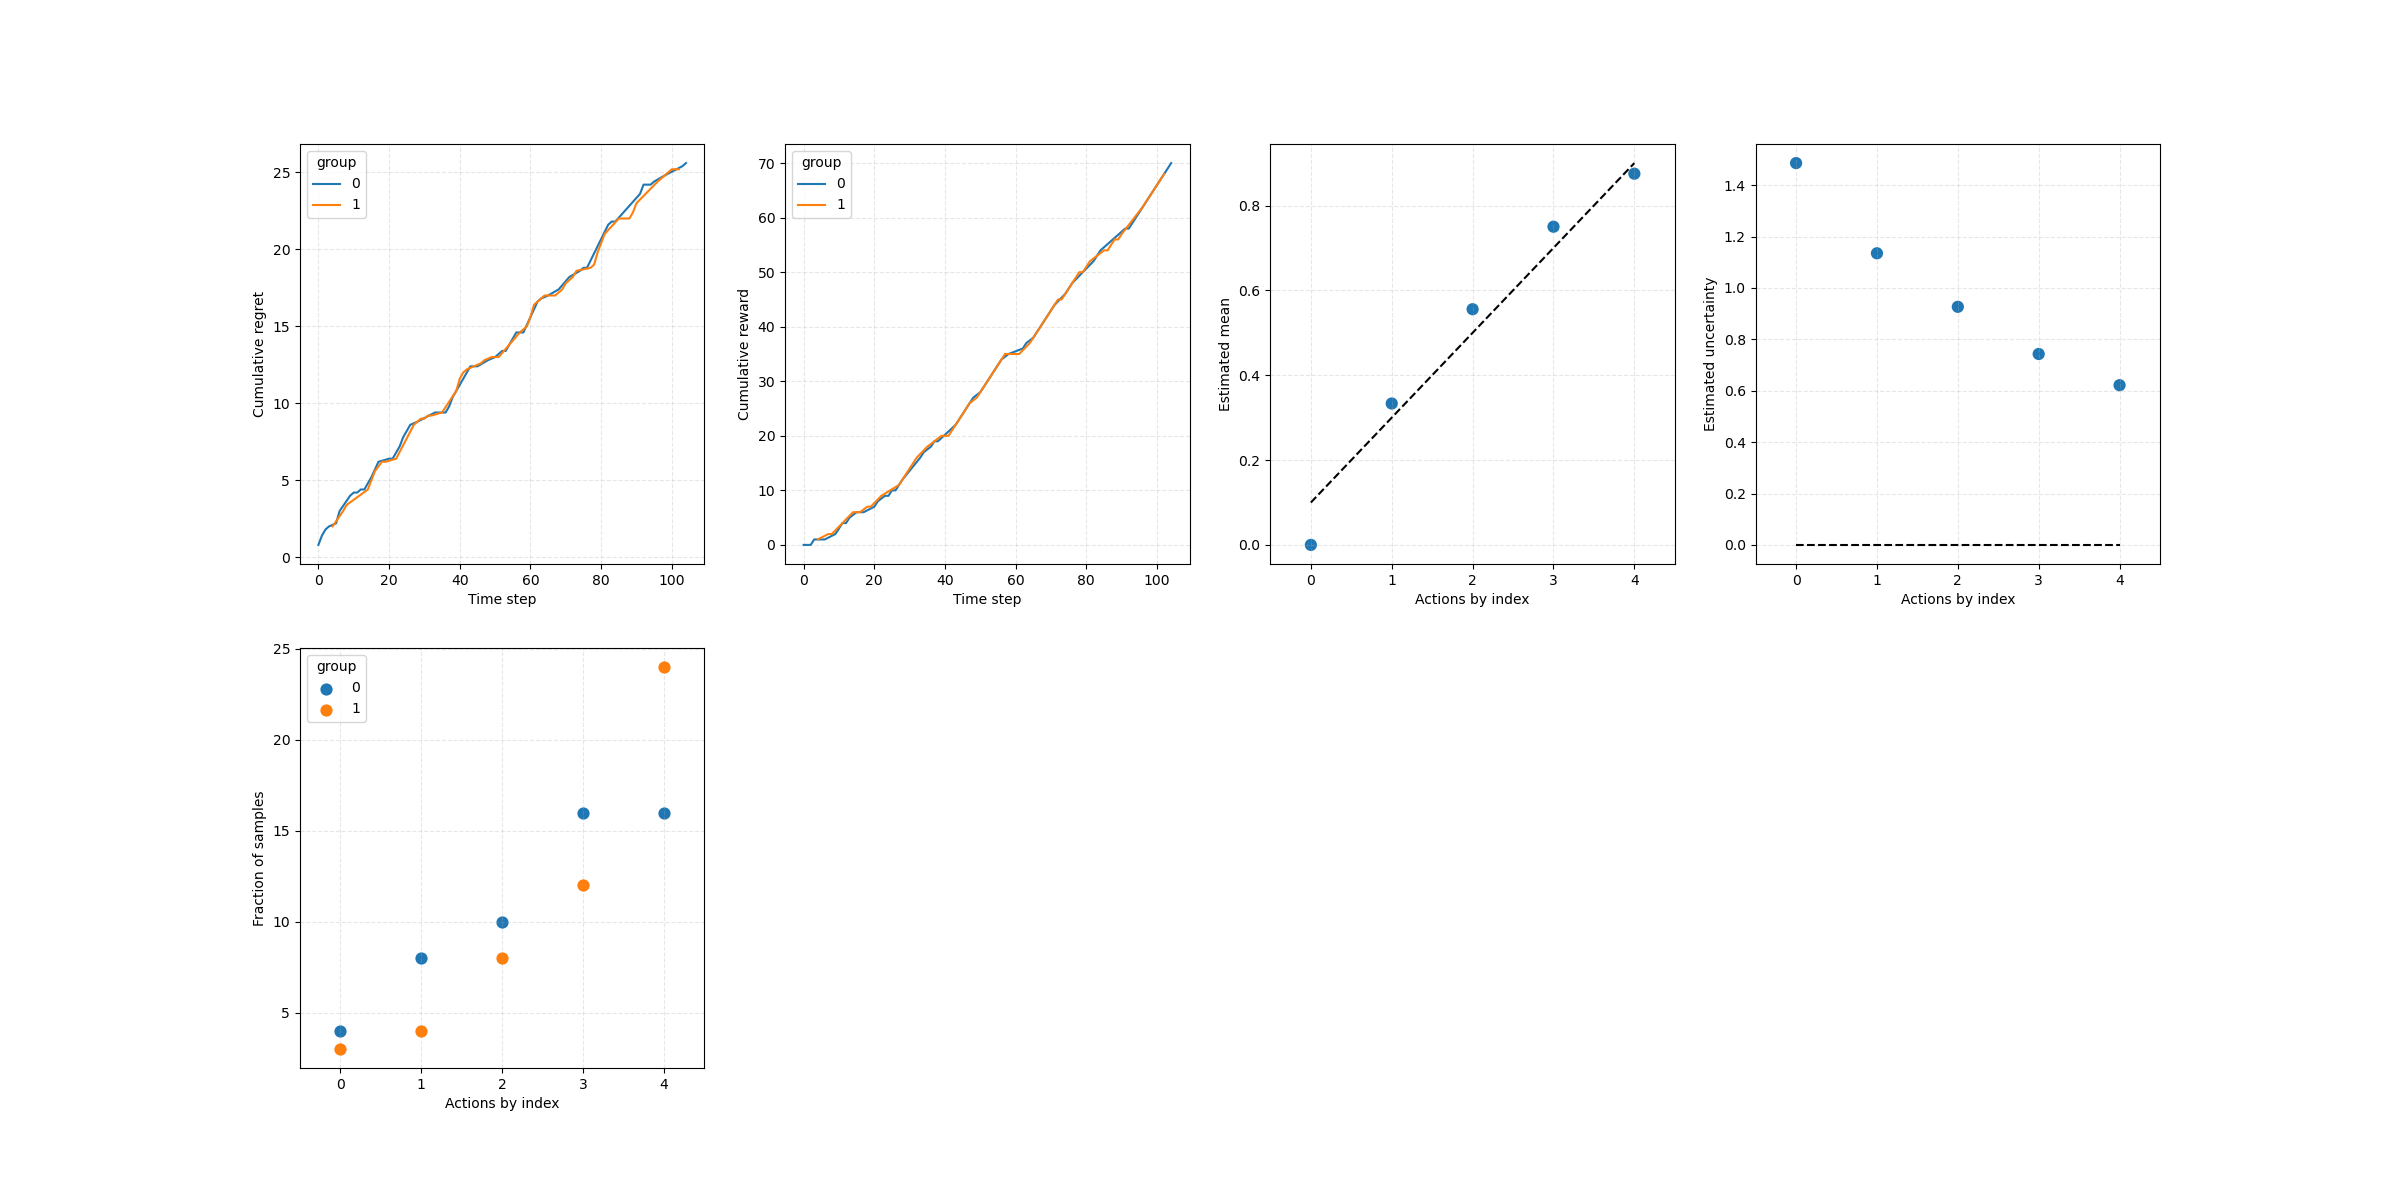 group
0
1
25
20
15
10
5
0
Cumulative regret
0 20 40 60 80 100
Time step
group
0
1
70
60
50
40
30
20
10
0
Cumulative reward
0 20 40 60 80 100
Time step
0.8
0.6
0.4
0.2
0.0
Estimated mean
0 1 2 3 4
Actions by index
1.4
1.2
1.0
0.8
0.6
0.4
0.2
0.0
Estimated uncertainty
0 1 2 3 4
Actions by index
group
0
1
25
20
15
10
5
Fraction of samples
0 1 2 3 4
Actions by index